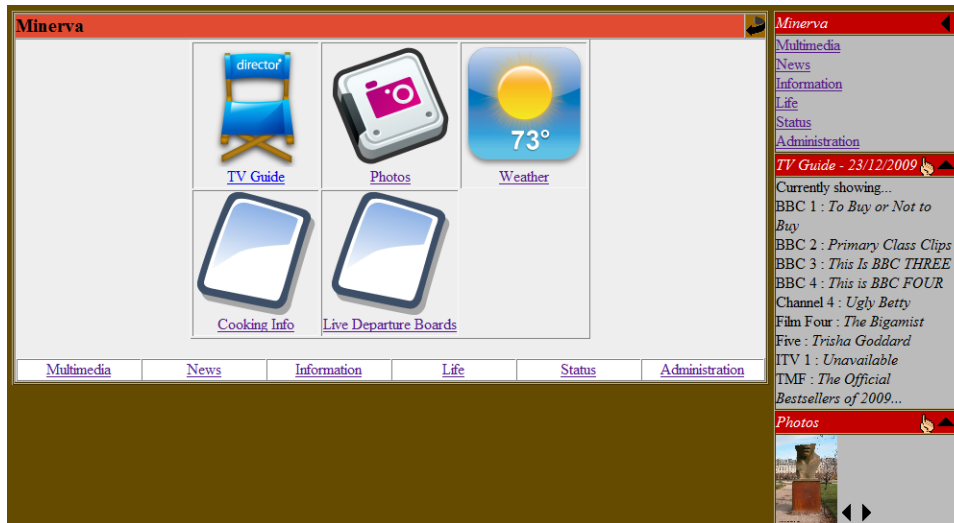 Minerva
director
73°
TV Guide
Photos
Weather
Cooking Info
Live Departure Boards
Multimedia
News
Information
Life
Status
Administration
Minerva
Multimedia
News
Information
Life
Status
Administration
TV Guide - 23/12/2009
Currently showing...
BBC 1 : To Buy or Not to
Buy
BBC 2 : Primary Class Clips
BBC 3 : This Is BBC THREE
BBC 4 : This is BBC FOUR
Channel 4 : Ugly Betty
Film Four : The Bigamist
Five : Trisha Goddard
ITV 1 : Unavailable
TMF : The Official
Bestsellers of 2009...
Photos